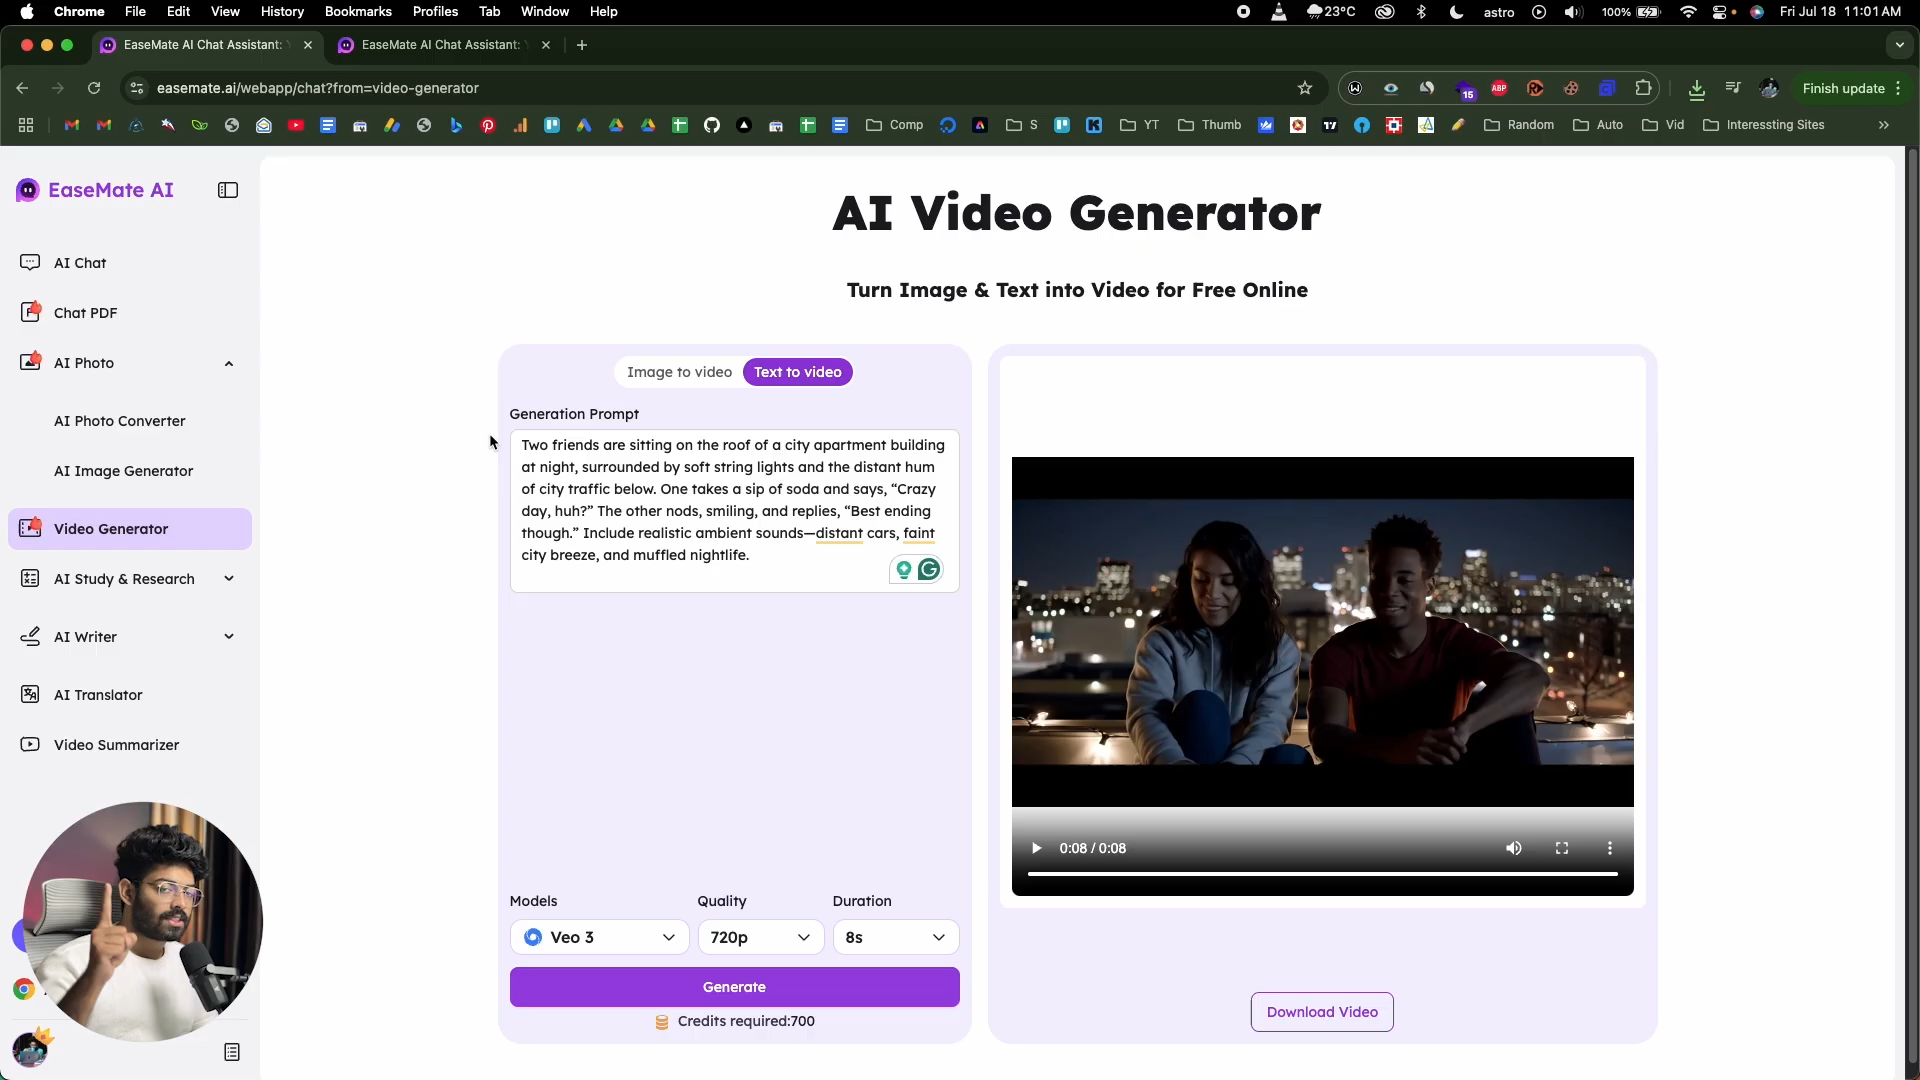 Chrome File Edit View History Bookmarks Profiles Tab Window Help 23°C astro 100% Fri Jul 18 11:01 AM
EaseMate AI Chat Assistant: EaseMate AI Chat Assistant:
easemate.ai/webapp/chat?from=video-generator 15 ABP Finish update
Comp S YT Thumb Random Auto Vid Interessting Sites
EaseMate AI
AI Chat
Chat PDF
AI Photo
AI Photo Converter
AI Image Generator
Video Generator
AI Study & Research
AI Writer
AI Translator
Video Summarizer
AI Video Generator
Turn Image & Text into Video for Free Online
Image to video Text to video
Generation Prompt
Two friends are sitting on the roof of a city apartment building
at night, surrounded by soft string lights and the distant hum
of city traffic below. One takes a sip of soda and says, “Crazy
day, huh?” The other nods, smiling, and replies, “Best ending
though.” Include realistic ambient sounds—distant cars, faint
city breeze, and muffled nightlife.
Models Quality Duration
Veo 3 720p 8s
Generate
Credits required:700
0:08 / 0:08
Download Video